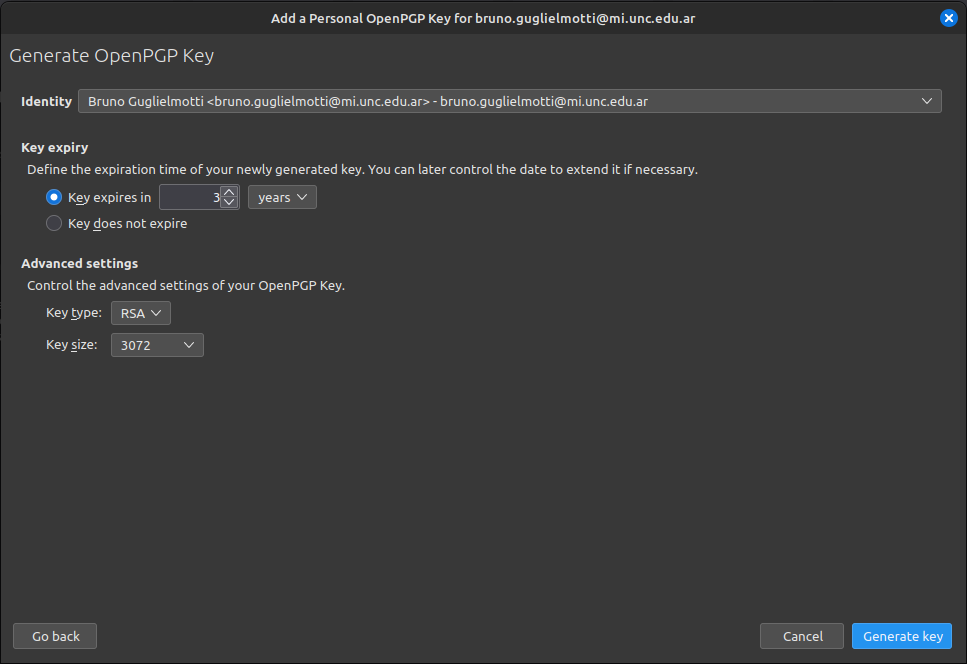 Add a Personal OpenPGP Key for bruno.guglielmotti@mi.unc.edu.ar
Generate OpenPGP Key
Identity Bruno Guglielmotti <bruno.guglielmotti@mi.unc.edu.ar> - bruno.guglielmotti@mi.unc.edu.ar
Key expiry
Define the expiration time of your newly generated key. You can later control the date to extend it if necessary.
Key expires in 3 years
Key does not expire
Advanced settings
Control the advanced settings of your OpenPGP Key.
Key type: RSA
Key size: 3072
Go back Cancel Generate key